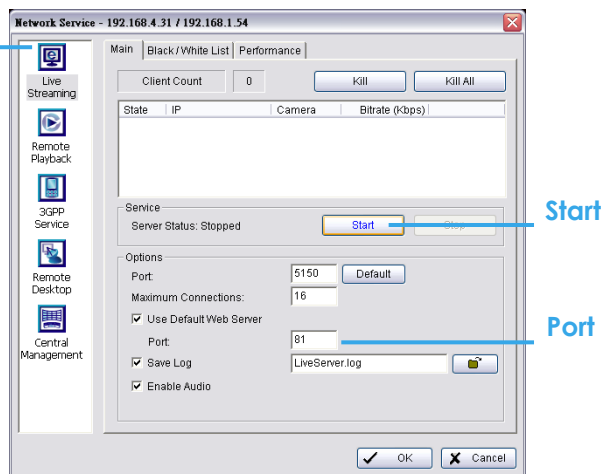 Network Service - 192.168.4.31 / 192.168.1.54
Live
Streaming
Remote
Playback
3GPP
Service
Remote
Desktop
Central
Management
Main Black/White List Performance
Client Count 0 Kill Kill All
State IP Camera Bitrate (Kbps)
Service
Server Status: Stopped Start Stop
Start
Options
Port: 5150 Default
Maximum Connections: 16
Use Default Web Server
Port: 81
Port
Save Log LiveServer.log
Enable Audio
OK Cancel